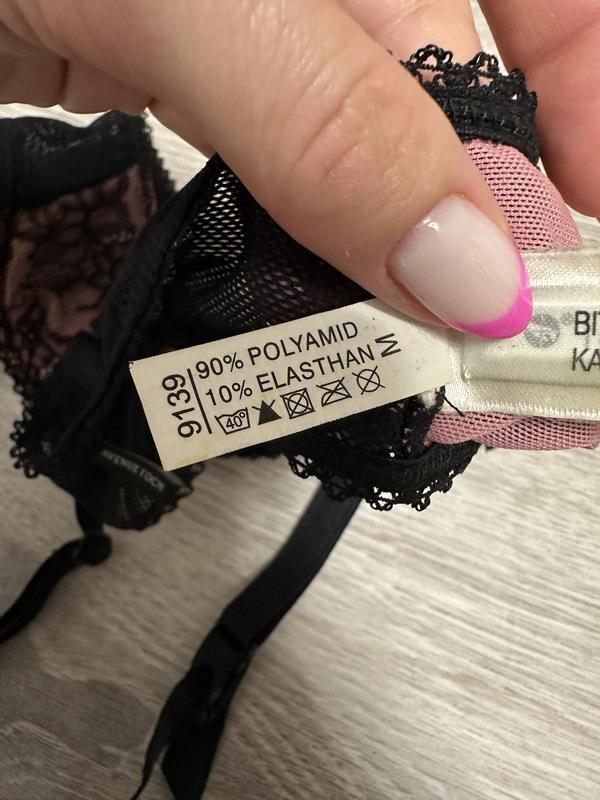 9139
90% POLYAMID
10% ELASTHAN M
40°
BI
KA